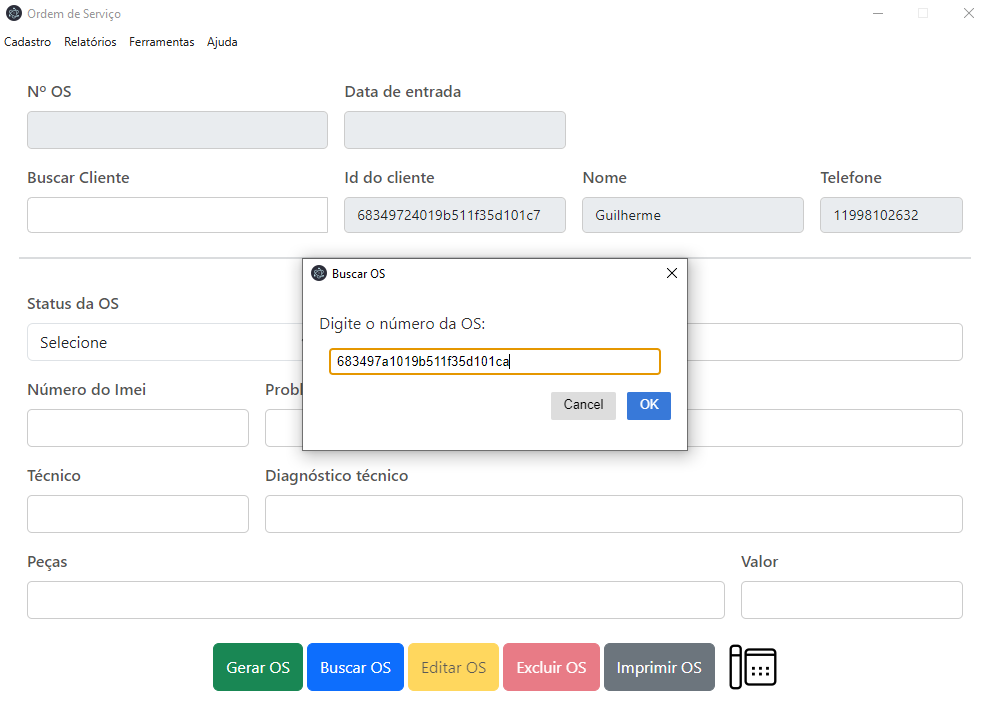 Ordem de Serviço
Cadastro Relatórios Ferramentas Ajuda
Nº OS Data de entrada
Buscar Cliente Id do cliente Nome Telefone
68349724019b511f35d101c7 Guilherme 11998102632
Buscar OS
Status da OS
Digite o número da OS:
Selecione
683497a1019b511f35d101ca
Número do Imei
Cancel OK
Técnico Diagnóstico técnico
Peças Valor
Gerar OS Buscar OS Editar OS Excluir OS Imprimir OS